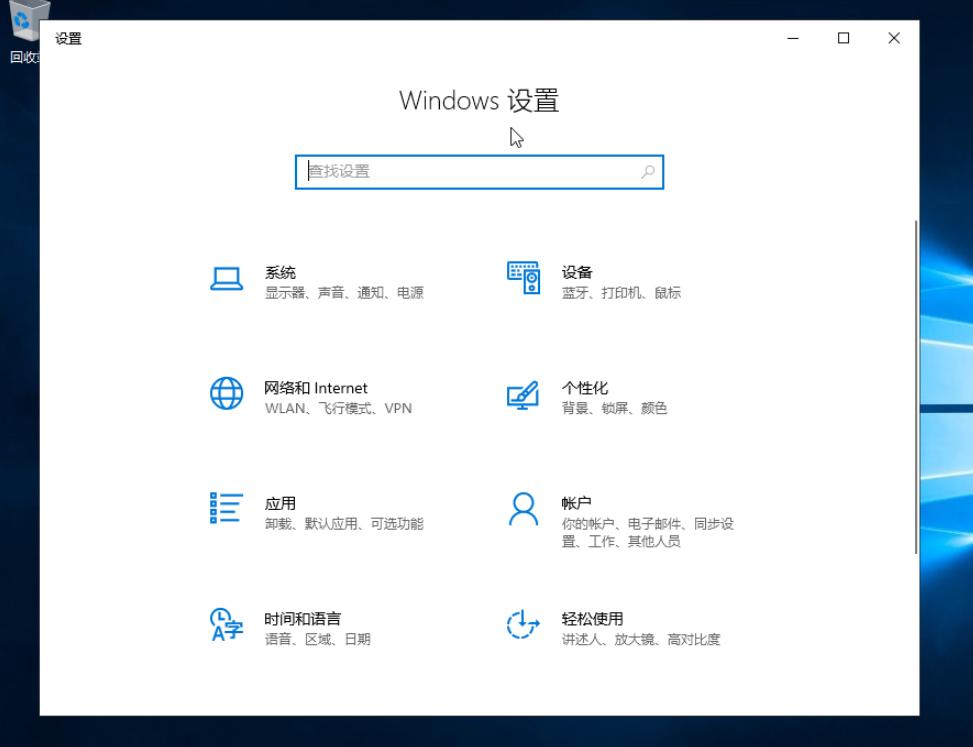 设置
回收
Windows 设置
查找设置
系统
显示器、声音、通知、电源
设备
蓝牙、打印机、鼠标
网络和 Internet
WLAN、飞行模式、VPN
个性化
背景、锁屏、颜色
应用
卸载、默认应用、可选功能
帐户
你的帐户、电子邮件、同步设
置、工作、其他人员
时间和语言
语音、区域、日期
轻松使用
讲述人、放大镜、高对比度